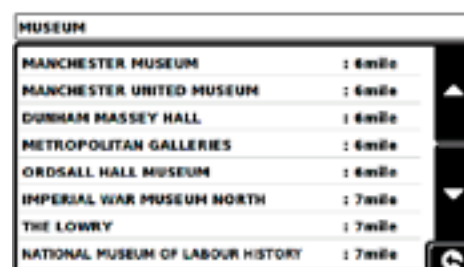 MUSEUM
MANCHESTER MUSEUM : 6mile
MANCHESTER UNITED MUSEUM : 6mile
DUNHAM MASSEY HALL : 6mile
METROPOLITAN GALLERIES : 6mile
ORDSALL HALL MUSEUM : 6mile
IMPERIAL WAR MUSEUM NORTH : 7mile
THE LOWRY : 7mile
NATIONAL MUSEUM OF LABOUR HISTORY : 7mile